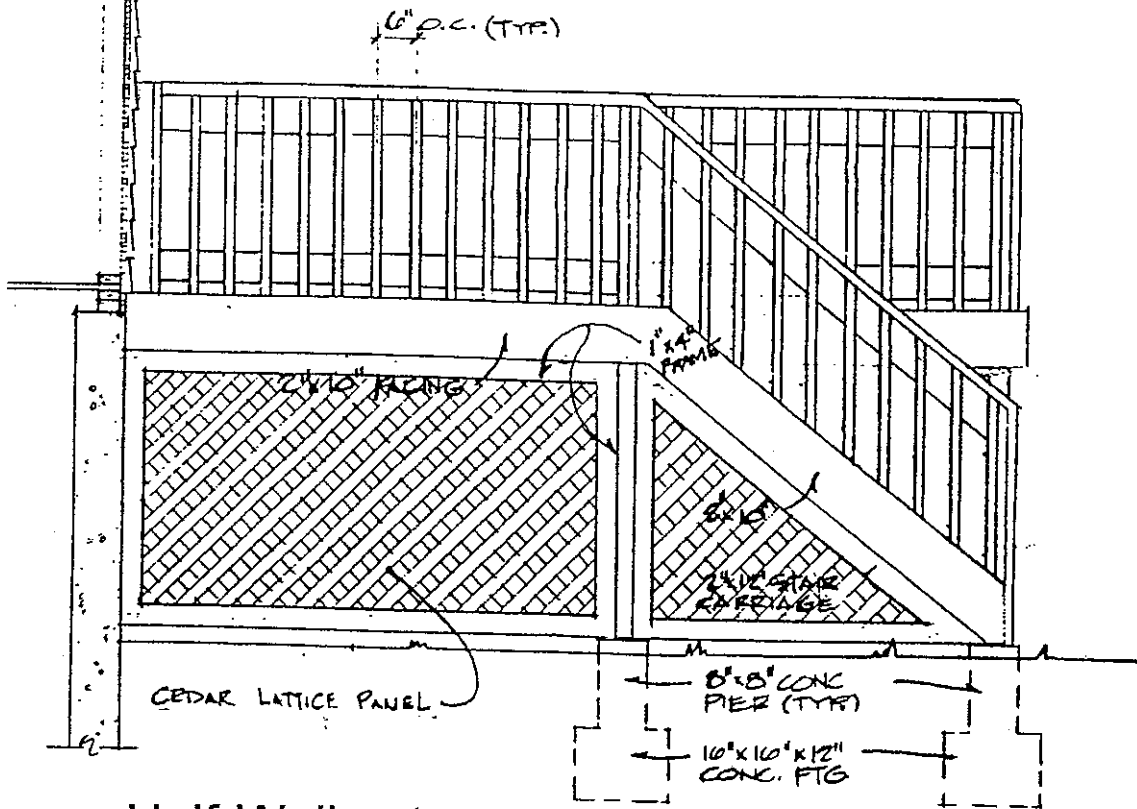 6" O.C. (TYP.)
1"x4"
FRAME
2"x10" FACING
8"x10"
2"x12" STAIR
CARRIAGE
CEDAR LATTICE PANEL
8"x8" CONC
PIER (TYP)
16"x16"x12"
CONC. FTG